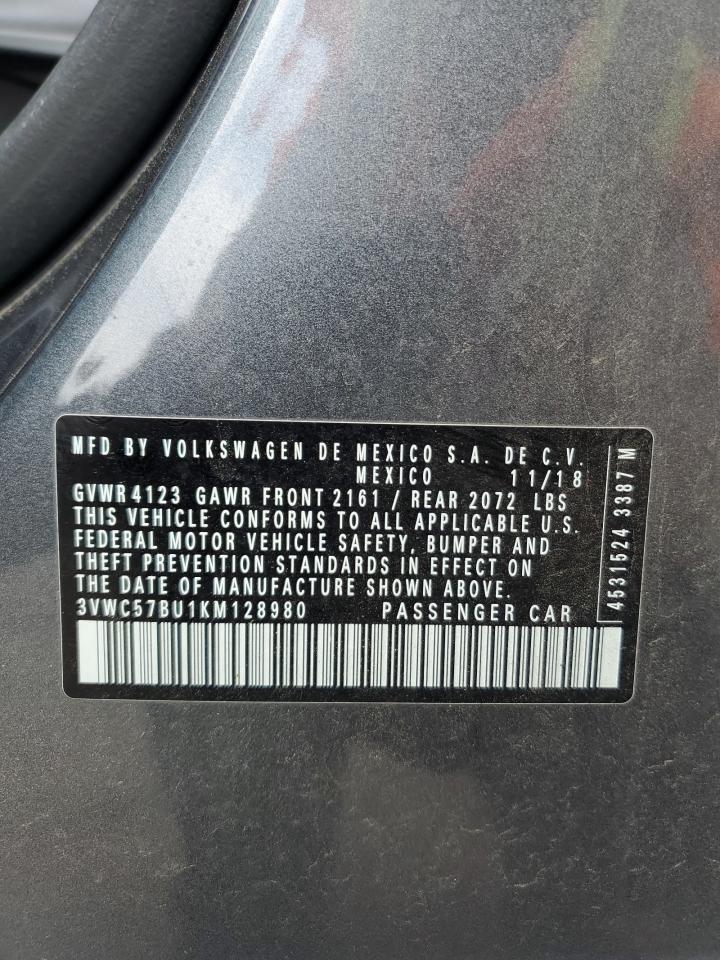 MFD BY VOLKSWAGEN DE MEXICO S.A. DE C.V.
MEXICO 11/18
GVWR 4123 GAWR FRONT 2161 / REAR 2072 LBS
THIS VEHICLE CONFORMS TO ALL APPLICABLE U.S.
FEDERAL MOTOR VEHICLE SAFETY, BUMPER AND
THEFT PREVENTION STANDARDS IN EFFECT ON
THE DATE OF MANUFACTURE SHOWN ABOVE.
3VWC57BU1KM128980 PASSENGER CAR
4531524 3387 M